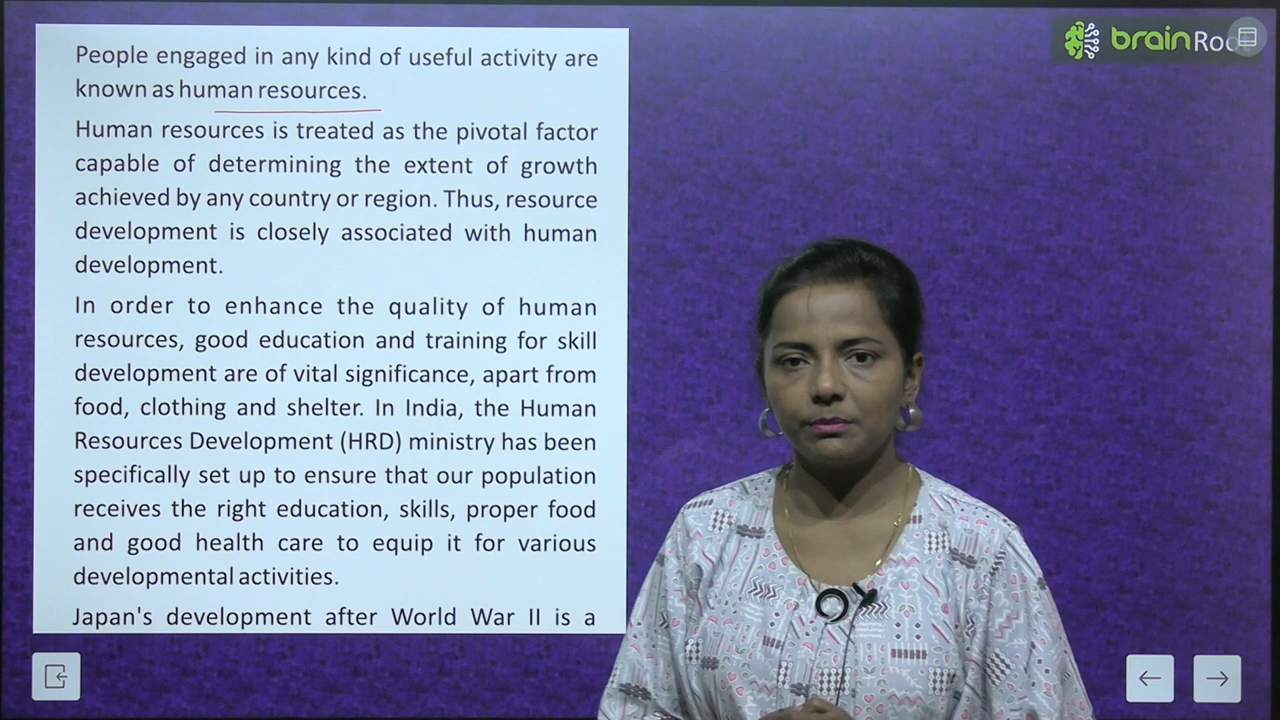 People engaged in any kind of useful activity are
known as human resources.
Human resources is treated as the pivotal factor
capable of determining the extent of growth
achieved by any country or region. Thus, resource
development is closely associated with human
development.
In order to enhance the quality of human
resources, good education and training for skill
development are of vital significance, apart from
food, clothing and shelter. In India, the Human
Resources Development (HRD) ministry has been
specifically set up to ensure that our population
receives the right education, skills, proper food
and good health care to equip it for various
developmental activities.
Japan's development after World War II is a
brain